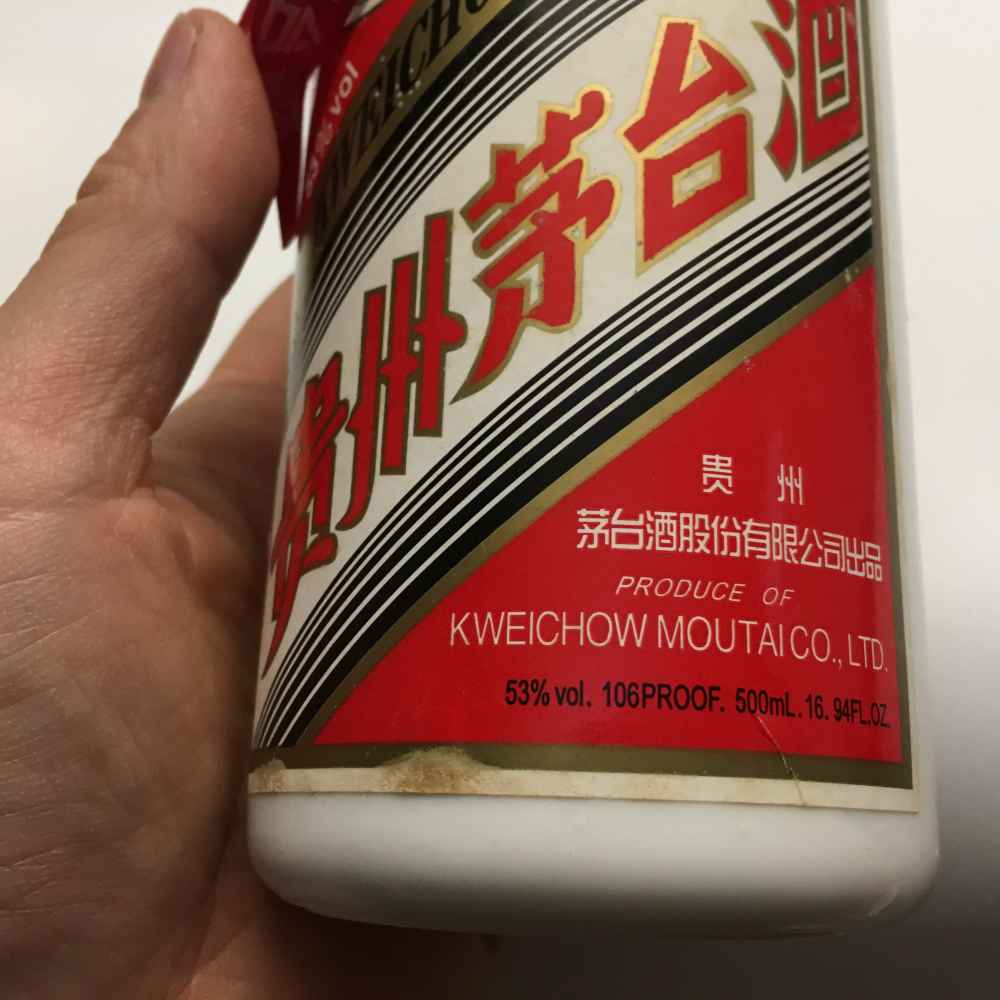 贵州茅台酒
贵州
茅台酒股份有限公司出品
PRODUCE OF
KWEICHOW MOUTAI CO., LTD.
53% vol. 106PROOF. 500mL. 16. 94FL.OZ.